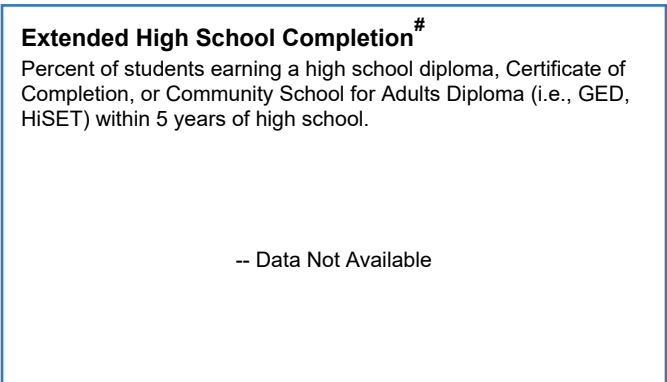 Extended High School Completion#
Percent of students earning a high school diploma, Certificate of
Completion, or Community School for Adults Diploma (i.e., GED,
HiSET) within 5 years of high school.
-- Data Not Available